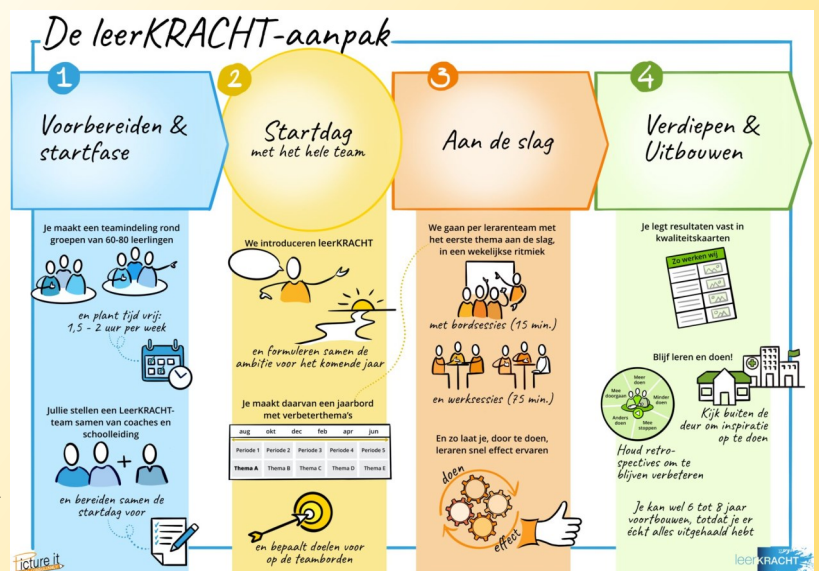 De leerKRACHT-aanpak
1
Voorbereiden &
startfase
Je maakt een teamindeling rond
groepen van 60-80 leerlingen
en plant tijd vrij:
1,5 - 2 uur per week
Jullie stellen een LeerKRACHT-
team samen van coaches en
schoolleiding
en bereiden samen de
startdag voor
2
Startdag
met het hele team
We introduceren leerKRACHT
en formuleren samen de
ambitie voor het komende jaar
Je maakt daarvan een jaarbord
met verbeterthema's
aug okt dec feb apr jun
Periode 1 Periode 2 Periode 3 Periode 4 Periode 5
Thema A Thema B Thema C Thema D Thema E
en bepaalt doelen voor
op de teamborden
3
Aan de slag
We gaan per lerarenteam met
het eerste thema aan de slag,
in een wekelijkse ritmiek
met bordsessies (15 min.)
en werksessies (75 min.)
En zo laat je, door te doen,
leraren snel effect ervaren
doen
effect
4
Verdiepen &
Uitbouwen
Je legt resultaten vast in
kwaliteitskaarten
Zo werken wij
Blijf leren en doen!
Meer
doen
Minder
doen
Mee
stoppen
Anders
doen
Mee
doorgaan
Kijk buiten de
deur om inspiratie
op te doen
Houd retro-
spectives om te
blijven verbeteren
Je kan wel 6 tot 8 jaar
voortbouwen, totdat je er
écht alles uitgehaald hebt
icture.it
leerKRACHT